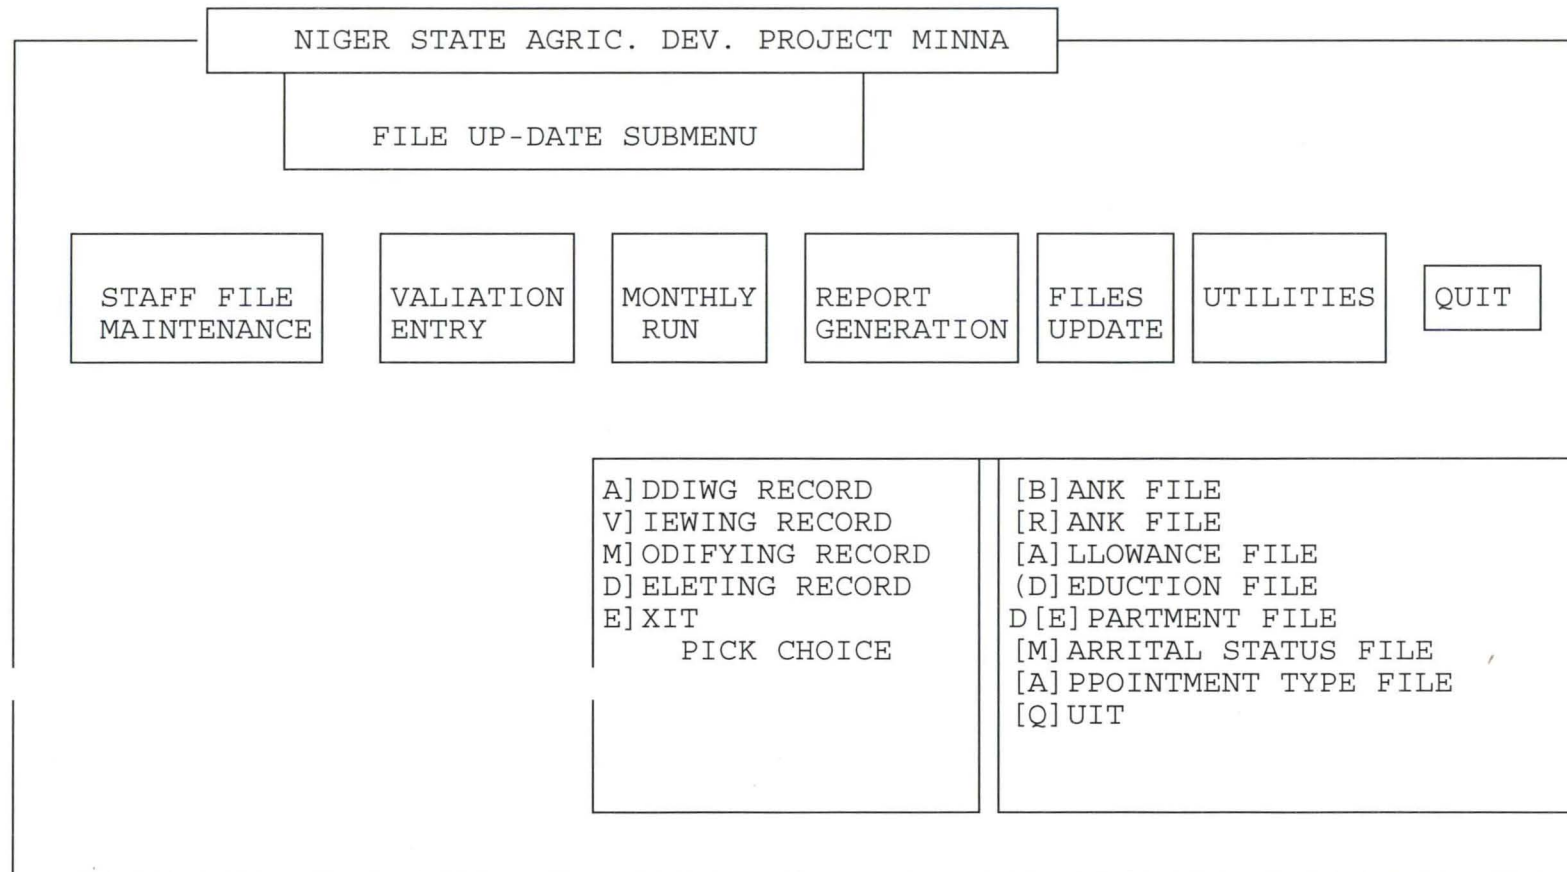 NIGER STATE AGRIC. DEV. PROJECT MINNA
FILE UP-DATE SUBMENU
STAFF FILE
MAINTENANCE
VALIATION
ENTRY
MONTHLY
RUN
REPORT
GENERATION
FILES
UPDATE
UTILITIES
QUIT
A]DDIWG RECORD
V]IEWING RECORD
M]ODIFYING RECORD
D]ELETING RECORD
E]XIT
PICK CHOICE
[B]ANK FILE
[R]ANK FILE
[A]LLOWANCE FILE
(D]EDUCTION FILE
D[E]PARTMENT FILE
[M]ARRITAL STATUS FILE
[A]PPOINTMENT TYPE FILE
[Q]UIT